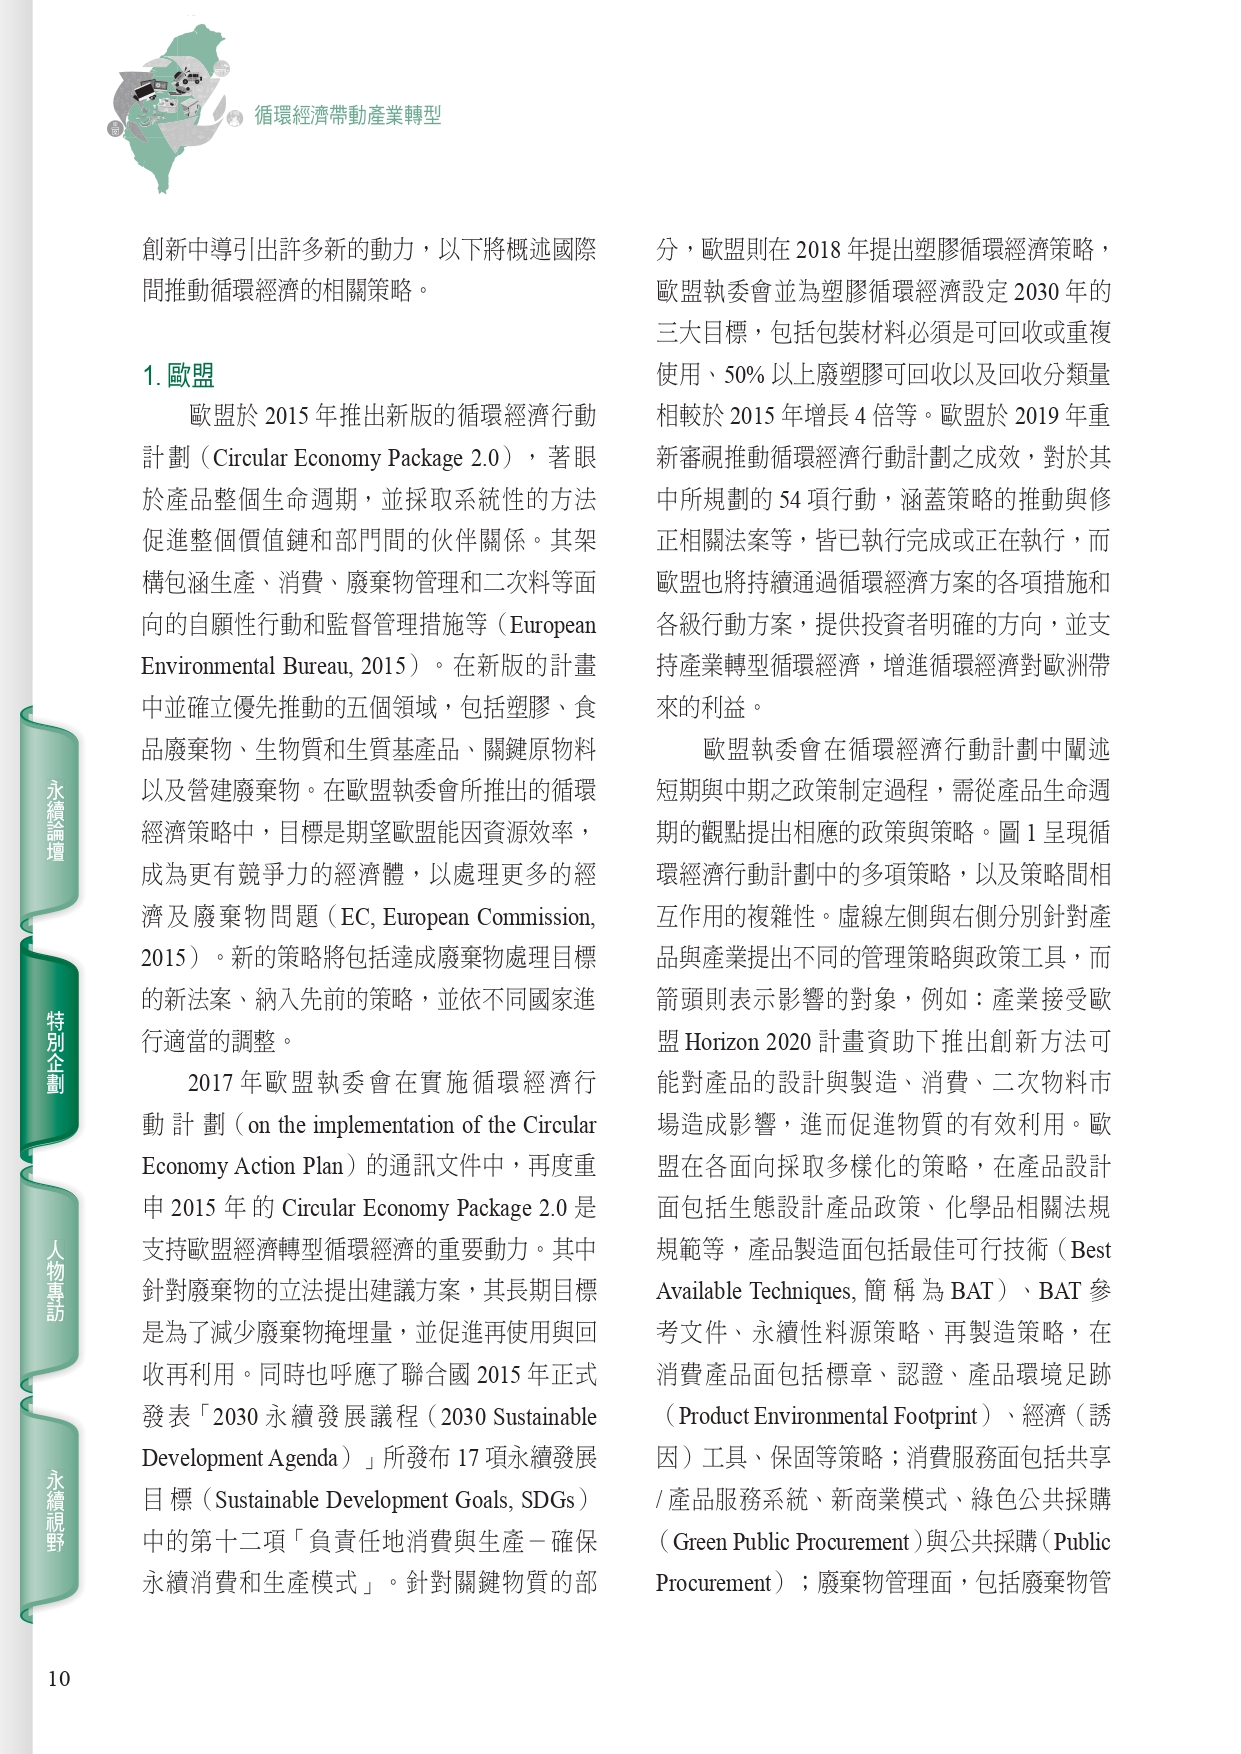 循環經濟帶動產業轉型
創新中導引出許多新的動力，以下將概述國際
間推動循環經濟的相關策略。
1. 歐盟
歐盟於 2015 年推出新版的循環經濟行動
計劃（Circular Economy Package 2.0），著眼
於產品整個生命週期，並採取系統性的方法
促進整個價值鏈和部門間的伙伴關係。其架
構包涵生產、消費、廢棄物管理和二次料等面
向的自願性行動和監督管理措施等（European
Environmental Bureau, 2015）。在新版的計畫
中並確立優先推動的五個領域，包括塑膠、食
品廢棄物、生物質和生質基產品、關鍵原物料
以及營建廢棄物。在歐盟執委會所推出的循環
經濟策略中，目標是期望歐盟能因資源效率，
成為更有競爭力的經濟體，以處理更多的經
濟及廢棄物問題（EC, European Commission,
2015）。新的策略將包括達成廢棄物處理目標
的新法案、納入先前的策略，並依不同國家進
行適當的調整。
2017 年歐盟執委會在實施循環經濟行
動計劃（on the implementation of the Circular
Economy Action Plan）的通訊文件中，再度重
申 2015 年的 Circular Economy Package 2.0 是
支持歐盟經濟轉型循環經濟的重要動力。其中
針對廢棄物的立法提出建議方案，其長期目標
是為了減少廢棄物掩埋量，並促進再使用與回
收再利用。同時也呼應了聯合國 2015 年正式
發表「2030 永續發展議程（2030 Sustainable
Development Agenda）」所發布 17 項永續發展
目標（Sustainable Development Goals, SDGs）
中的第十二項「負責任地消費與生產－確保
永續消費和生產模式」。針對關鍵物質的部
分，歐盟則在 2018 年提出塑膠循環經濟策略，
歐盟執委會並為塑膠循環經濟設定 2030 年的
三大目標，包括包裝材料必須是可回收或重複
使用、50% 以上廢塑膠可回收以及回收分類量
相較於 2015 年增長 4 倍等。歐盟於 2019 年重
新審視推動循環經濟行動計劃之成效，對於其
中所規劃的 54 項行動，涵蓋策略的推動與修
正相關法案等，皆已執行完成或正在執行，而
歐盟也將持續通過循環經濟方案的各項措施和
各級行動方案，提供投資者明確的方向，並支
持產業轉型循環經濟，增進循環經濟對歐洲帶
來的利益。
歐盟執委會在循環經濟行動計劃中闡述
短期與中期之政策制定過程，需從產品生命週
期的觀點提出相應的政策與策略。圖 1 呈現循
環經濟行動計劃中的多項策略，以及策略間相
互作用的複雜性。虛線左側與右側分別針對產
品與產業提出不同的管理策略與政策工具，而
箭頭則表示影響的對象，例如：產業接受歐
盟 Horizon 2020 計畫資助下推出創新方法可
能對產品的設計與製造、消費、二次物料市
場造成影響，進而促進物質的有效利用。歐
盟在各面向採取多樣化的策略，在產品設計
面包括生態設計產品政策、化學品相關法規
規範等，產品製造面包括最佳可行技術（Best
Available Techniques, 簡稱為 BAT）、BAT 參
考文件、永續性料源策略、再製造策略，在
消費產品面包括標章、認證、產品環境足跡
（Product Environmental Footprint）、經濟（誘
因）工具、保固等策略；消費服務面包括共享
/ 產品服務系統、新商業模式、綠色公共採購
（Green Public Procurement）與公共採購（Public
Procurement）；廢棄物管理面，包括廢棄物管
永續論壇
特別企劃
人物專訪
永續視野
10